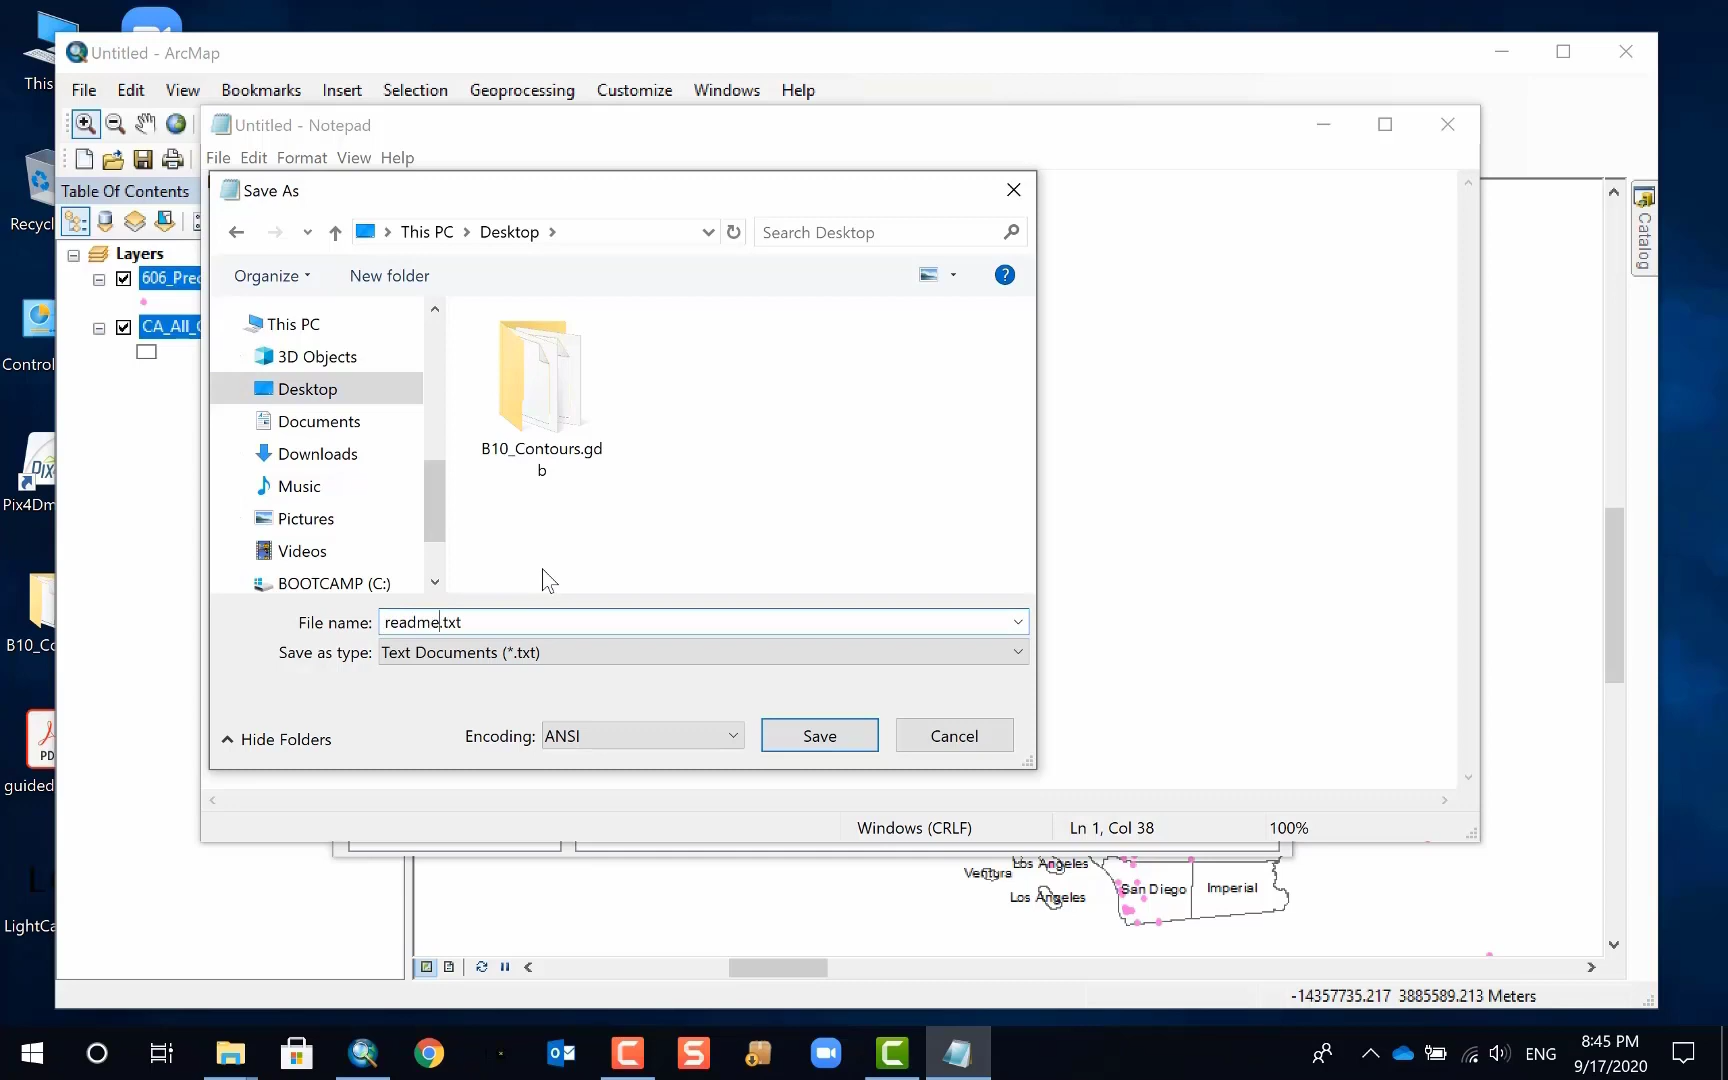 This
Untitled - ArcMap
File Edit View Bookmarks Insert Selection Geoprocessing Customize Windows Help
Untitled - Notepad
File Edit Format View Help
Table Of Contents
Layers
606_Prec
CA_All_
Catalog
Save As
This PC Desktop
Search Desktop
Organize New folder
This PC
3D Objects
Desktop
Documents
Downloads
Music
Pictures
Videos
BOOTCAMP (C:)
B10_Contours.gd
b
File name: readme.txt
Save as type: Text Documents (*.txt)
Hide Folders Encoding: ANSI Save Cancel
Windows (CRLF) Ln 1, Col 38 100%
Recycl
Control
Pix4Dm
B10_Co
PD
guided
LightCa
Los Angeles
Ventura
San Diego Imperial
Los Angeles
-14357735.217 3885589.213 Meters
ENG
8:45 PM
9/17/2020